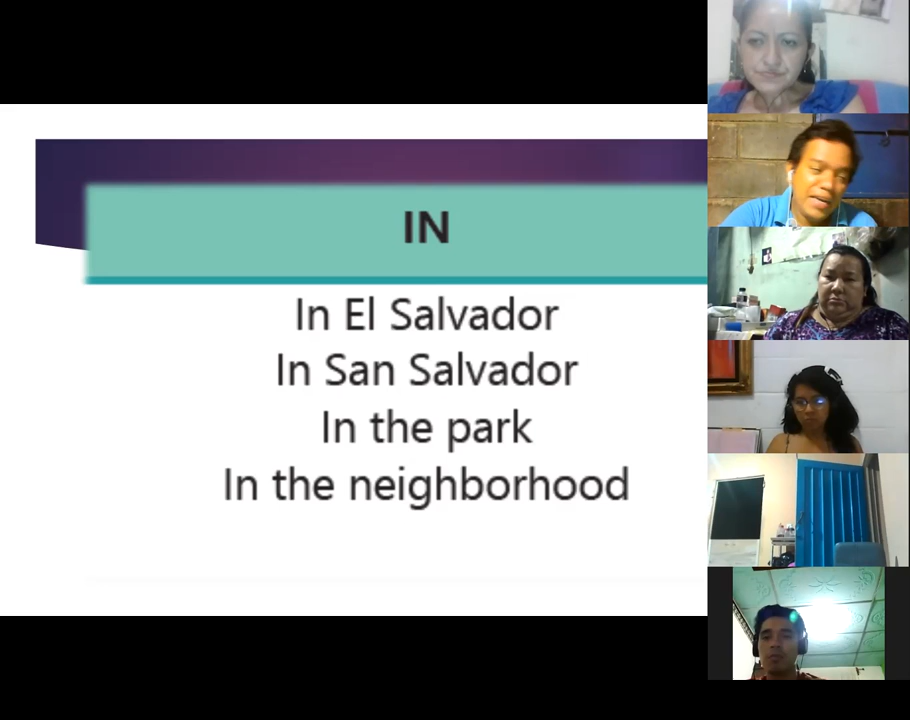 IN
In El Salvador
In San Salvador
In the park
In the neighborhood